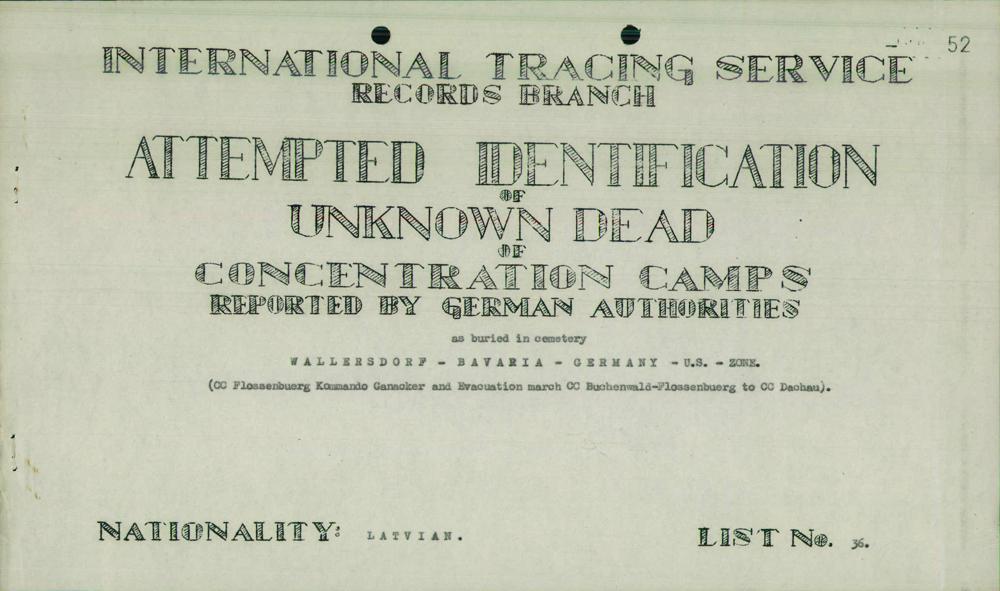 52
INTERNATIONAL TRACING SERVICE
RECORDS BRANCH
ATTEMPTED IDENTIFICATION
OF
UNKNOWN DEAD
OF
CONCENTRATION CAMPS
REPORTED BY GERMAN AUTHORITIES
as buried in cemetery
WALLERSDORF - BAVARIA - GERMANY - U.S. - ZONE.
(CC Flossenbuerg Kommando Ganacker and Evacuation march CC Buchenwald-Flossenbuerg to CC Dachau).
NATIONALITY: LATVIAN.
LIST No. 36.